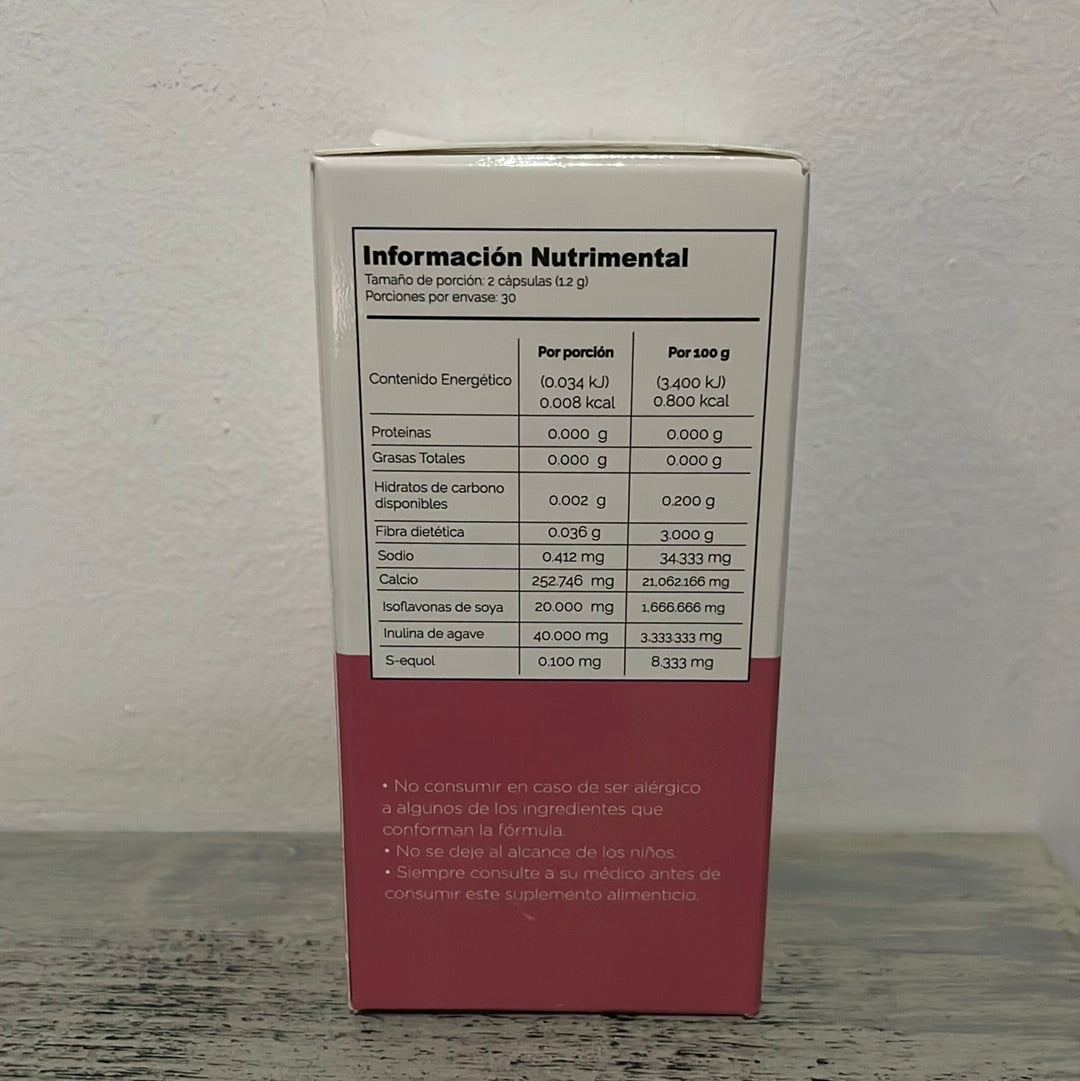 Información Nutrimental
Tamaño de porción: 2 cápsulas (1.2 g)
Porciones por envase: 30
Por porción Por 100 g
Contenido Energético (0.034 kJ) (3.400 kJ)
0.008 kcal 0.800 kcal
Proteínas 0.000 g 0.000 g
Grasas Totales 0.000 g 0.000 g
Hidratos de carbono
disponibles 0.002 g 0.200 g
Fibra dietética 0.036 g 3.000 g
Sodio 0.412 mg 34.333 mg
Calcio 252.746 mg 21,062.166 mg
Isoflavonas de soya 20.000 mg 1,666.666 mg
Inulina de agave 40.000 mg 3,333.333 mg
S-equol 0.100 mg 8.333 mg
• No consumir en caso de ser alérgico
a algunos de los ingredientes que
conforman la fórmula.
• No se deje al alcance de los niños.
• Siempre consulte a su médico antes de
consumir este suplemento alimenticio.